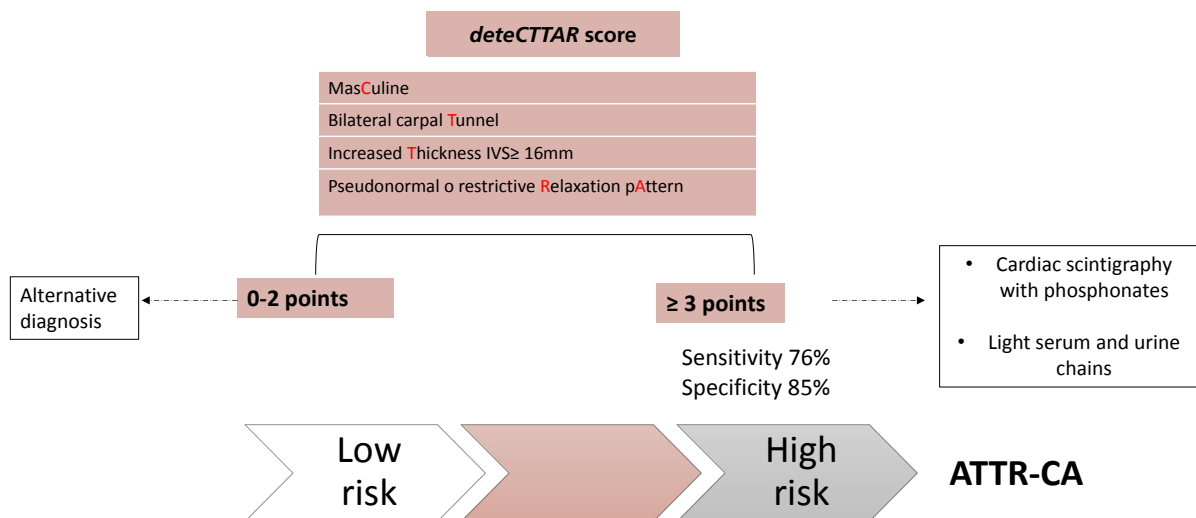 deteCTTAR score
MasCuline
Bilateral carpal Tunnel
Increased Thickness IVS≥ 16mm
Pseudonormal o restrictive Relaxation pAttern
Alternative
diagnosis
0-2 points
≥ 3 points
Sensitivity 76%
Specificity 85%
• Cardiac scintigraphy
with phosphonates
• Light serum and urine
chains
Low
risk
High
risk
ATTR-CA